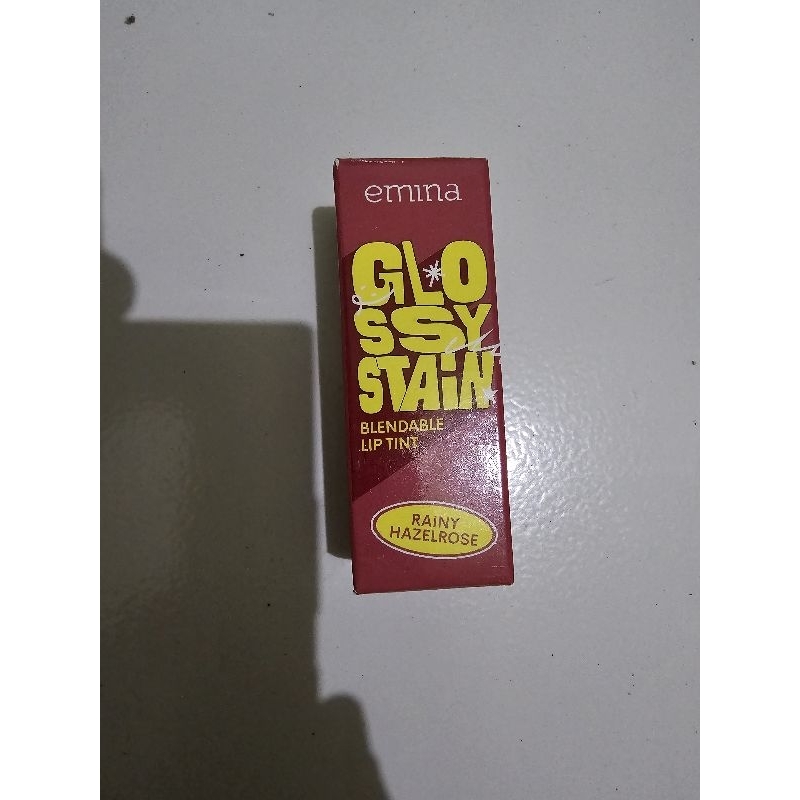 emina
GLO
SSY
STAiN
BLENDABLE
LIP TINT
RAINY
HAZELROSE